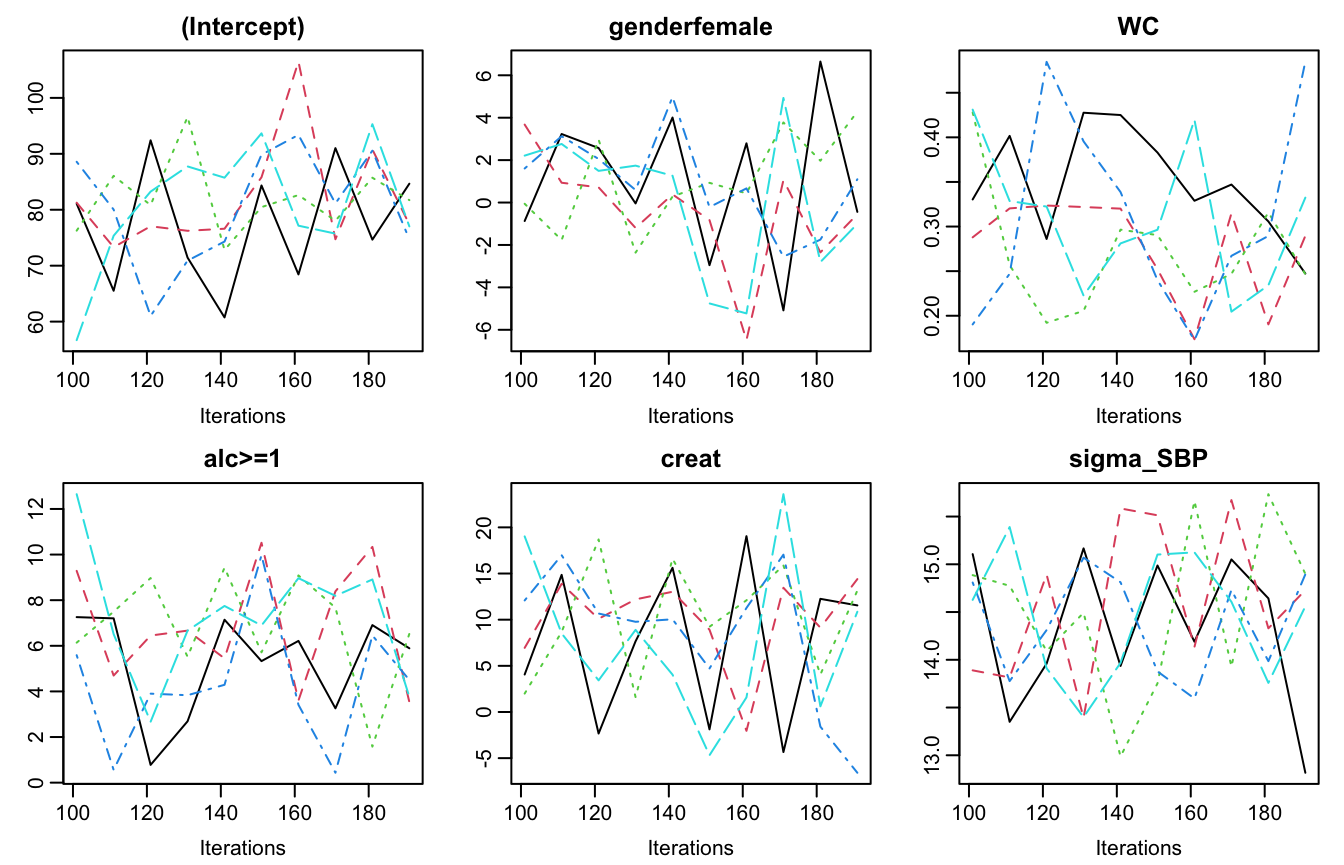 (Intercept) genderfemale WC
100 90 80 70 60
6 4 2 0 -2 -4 -6
0.40 0.30 0.20
100 120 140 160 180 100 120 140 160 180 100 120 140 160 180
Iterations Iterations Iterations
alc>=1 creat sigma_SBP
12 10 8 6 4 2 0
20 15 10 5 0 -5
15.0 14.0 13.0
100 120 140 160 180 100 120 140 160 180 100 120 140 160 180
Iterations Iterations Iterations